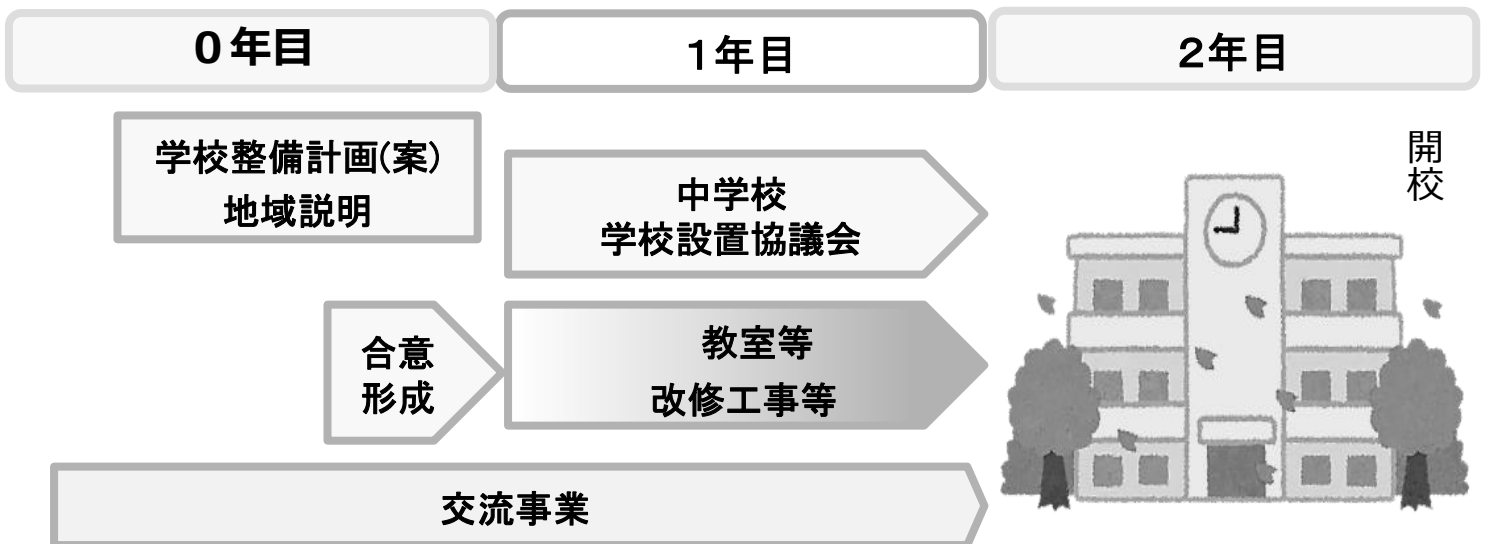 ０年目
１年目
２年目
学校整備計画(案)
地域説明
中学校
学校設置協議会
開校
合意
形成
教室等
改修工事等
交流事業